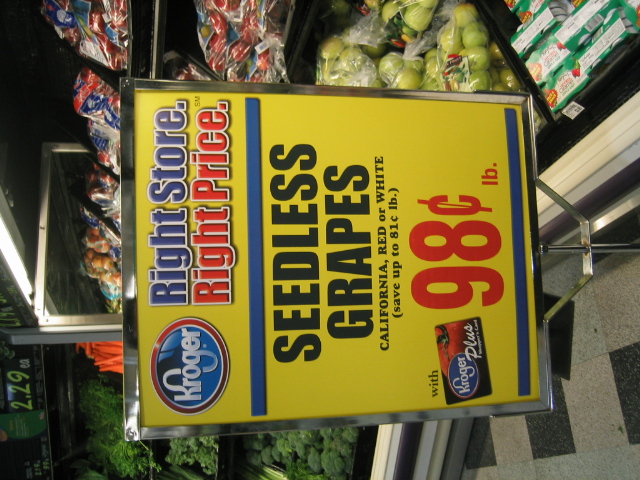 2.29 ea
Kroger
Right Store.
Right Price.SM
SEEDLESS
GRAPES
CALIFORNIA, RED or WHITE
(save up to 81¢ lb.)
with
Kroger
Plus
Shopper's Card
98¢
lb.